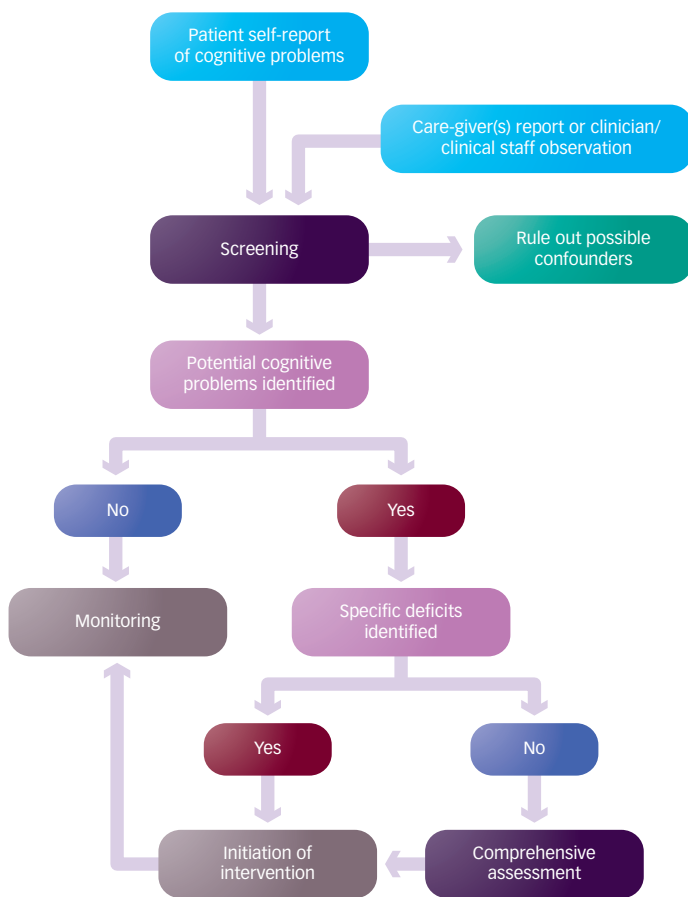 Patient self-report
of cognitive problems
Care-giver(s) report or clinician/
clinical staff observation
Screening
Rule out possible
confounders
Potential cognitive
problems identified
No
Yes
Monitoring
Specific deficits
identified
Yes
No
Initiation of
intervention
Comprehensive
assessment